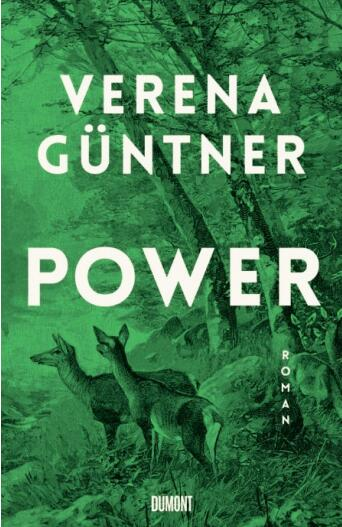 VERENA
GÜNTNER
POWER
ROMAN
DUMONT